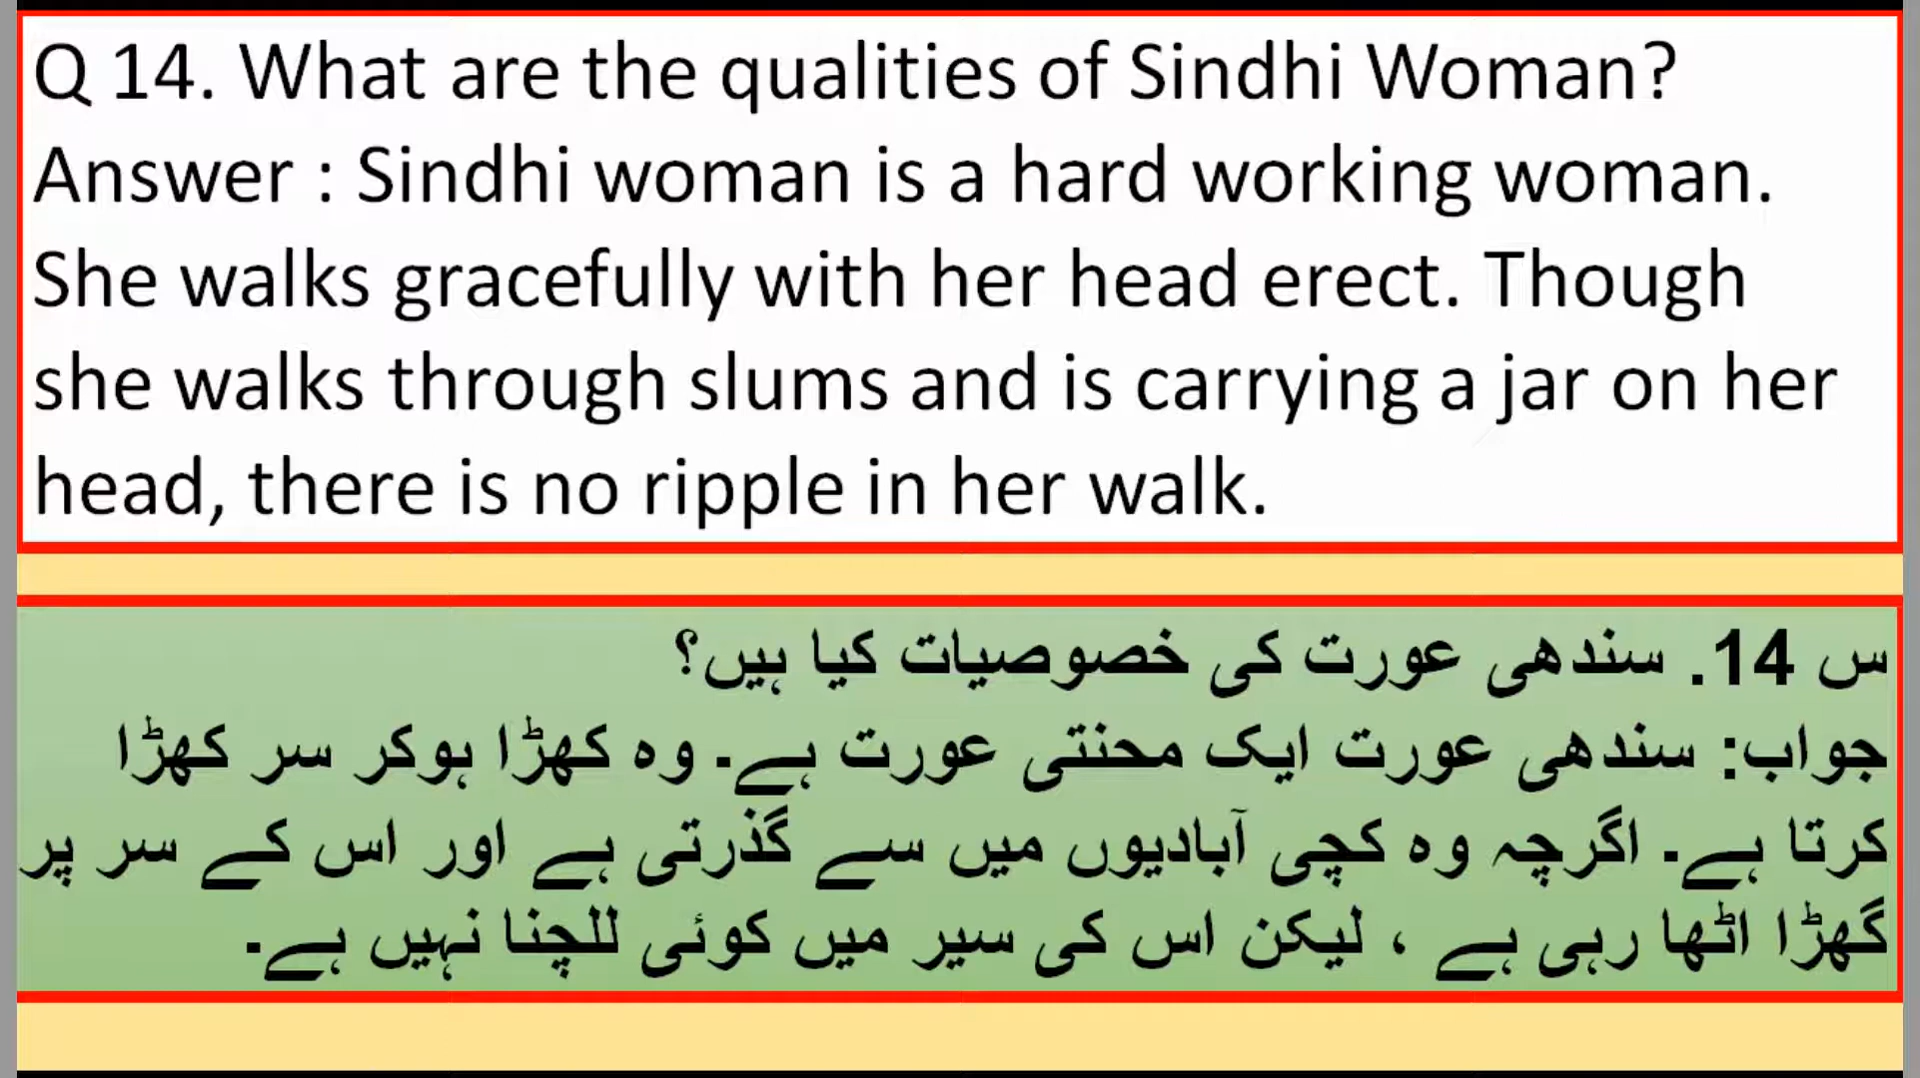 Q 14. What are the qualities of Sindhi Woman?
Answer : Sindhi woman is a hard working woman.
She walks gracefully with her head erect. Though
she walks through slums and is carrying a jar on her
head, there is no ripple in her walk.
س 14. سندھی عورت کی خصوصیات کیا ہیں؟
جواب: سندھی عورت ایک محنتی عورت ہے۔ وہ کھڑا ہوکر سر کھڑا
کرتا ہے۔ اگرچہ وہ کچی آبادیوں میں سے گذرتی ہے اور اس کے سر پر
گھڑا اٹھا رہی ہے ، لیکن اس کی سیر میں کوئی للچنا نہیں ہے۔